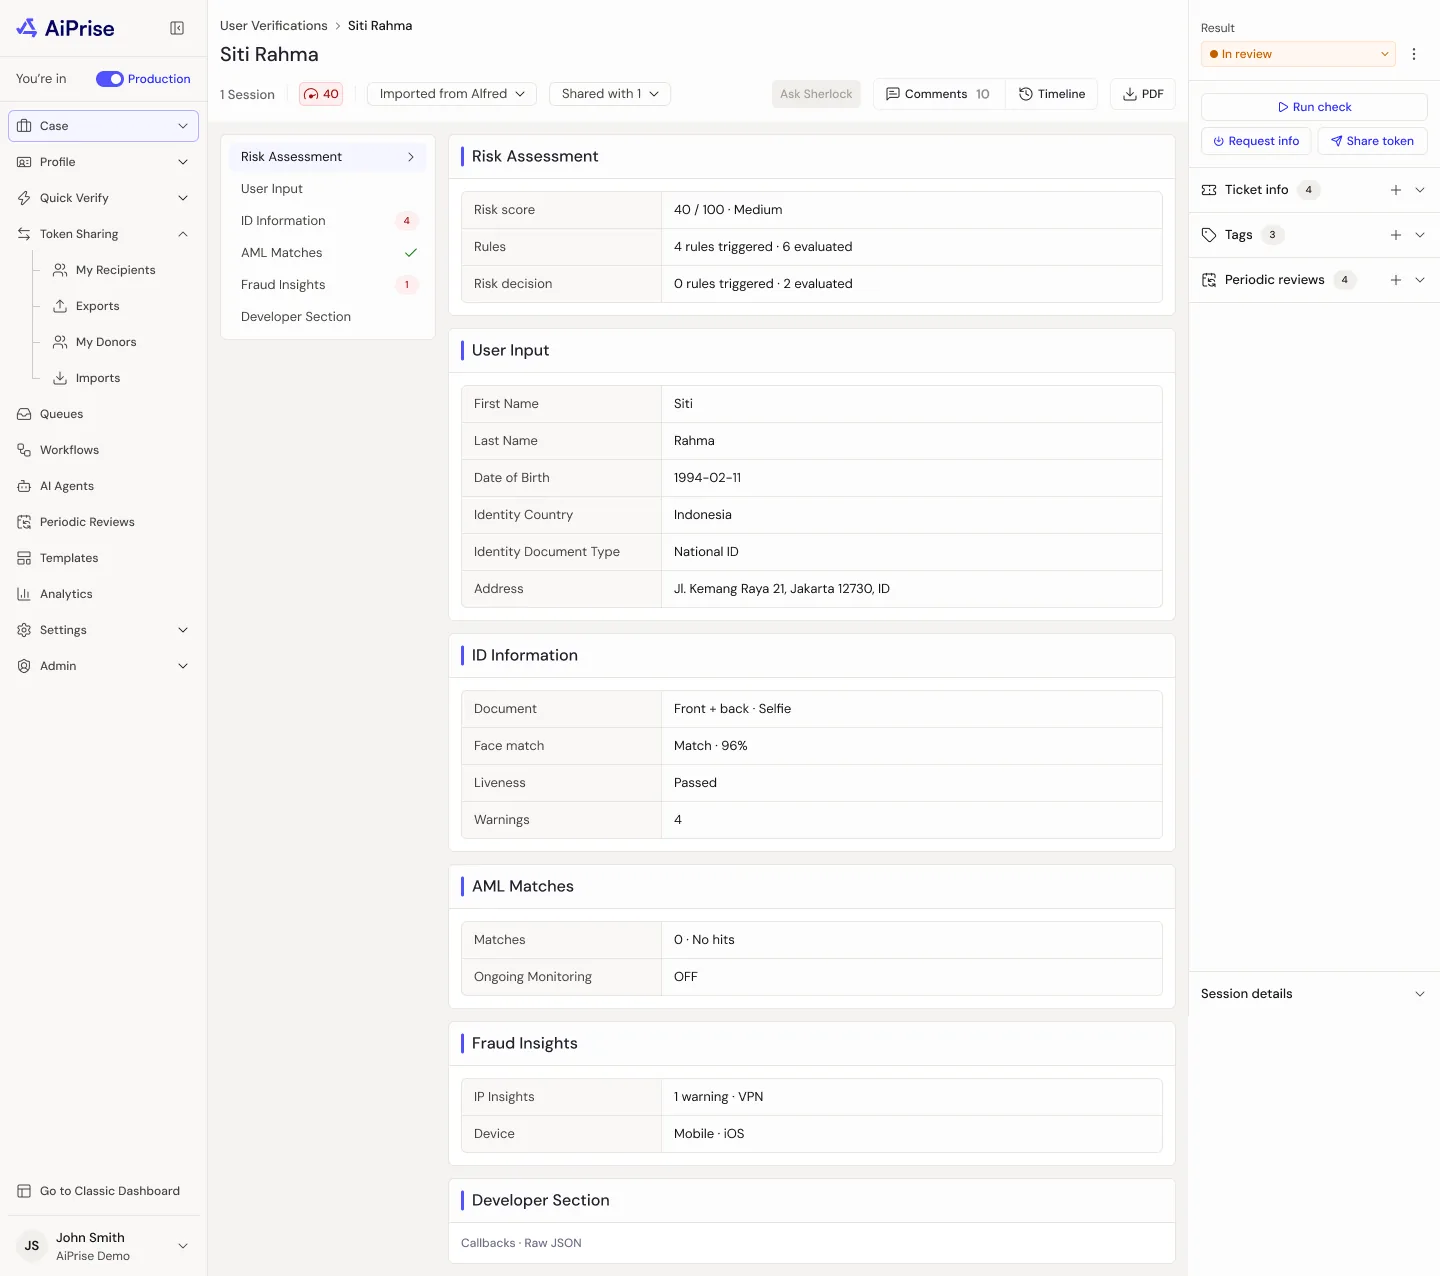 AiPrise
You're in
Production
Case
Profile
Quick Verify
Token Sharing
My Recipients
Exports
My Donors
Imports
Queues
Workflows
AI Agents
Periodic Reviews
Templates
Analytics
Settings
Admin
Go to Classic Dashboard
JS
John Smith
AiPrise Demo
User Verifications > Siti Rahma
Siti Rahma
1 Session
40
Imported from Alfred
Shared with 1
Ask Sherlock
Comments 10
Timeline
PDF
Risk Assessment
User Input
ID Information 4
AML Matches
Fraud Insights 1
Developer Section
Risk Assessment
Risk score 40 / 100 · Medium
Rules 4 rules triggered · 6 evaluated
Risk decision 0 rules triggered · 2 evaluated
User Input
First Name Siti
Last Name Rahma
Date of Birth 1994-02-11
Identity Country Indonesia
Identity Document Type National ID
Address Jl. Kemang Raya 21, Jakarta 12730, ID
ID Information
Document Front + back · Selfie
Face match Match · 96%
Liveness Passed
Warnings 4
AML Matches
Matches 0 · No hits
Ongoing Monitoring OFF
Fraud Insights
IP Insights 1 warning · VPN
Device Mobile · iOS
Developer Section
Callbacks · Raw JSON
Result
In review
Run check
Request info
Share token
Ticket info 4
Tags 3
Periodic reviews 4
Session details